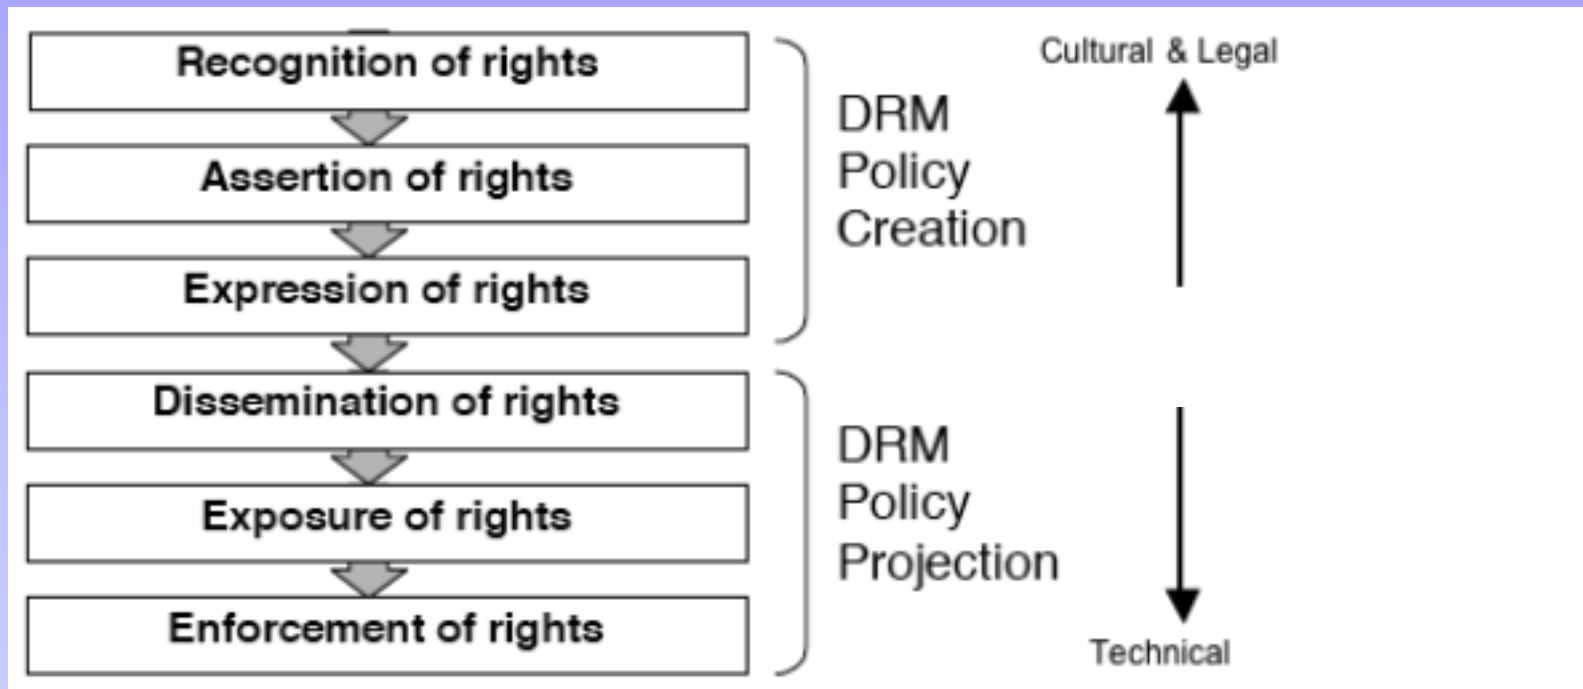 Recognition of rights
Assertion of rights
Expression of rights
Dissemination of rights
Exposure of rights
Enforcement of rights
DRM
Policy
Creation
DRM
Policy
Projection
Cultural & Legal
Technical